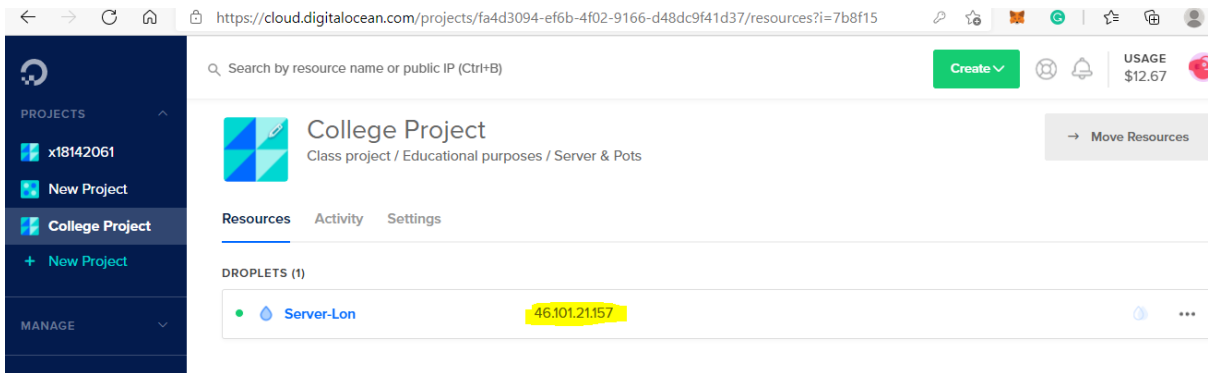 https://cloud.digitalocean.com/projects/fa4d3094-ef6b-4f02-9166-d48dc9f41d37/resources?i=7b8f15
Search by resource name or public IP (Ctrl+B)
Create
USAGE
$12.67
PROJECTS
x18142061
New Project
College Project
+ New Project
MANAGE
College Project
Class project / Educational purposes / Server & Pots
→ Move Resources
Resources Activity Settings
DROPLETS (1)
Server-Lon 46.101.21.157